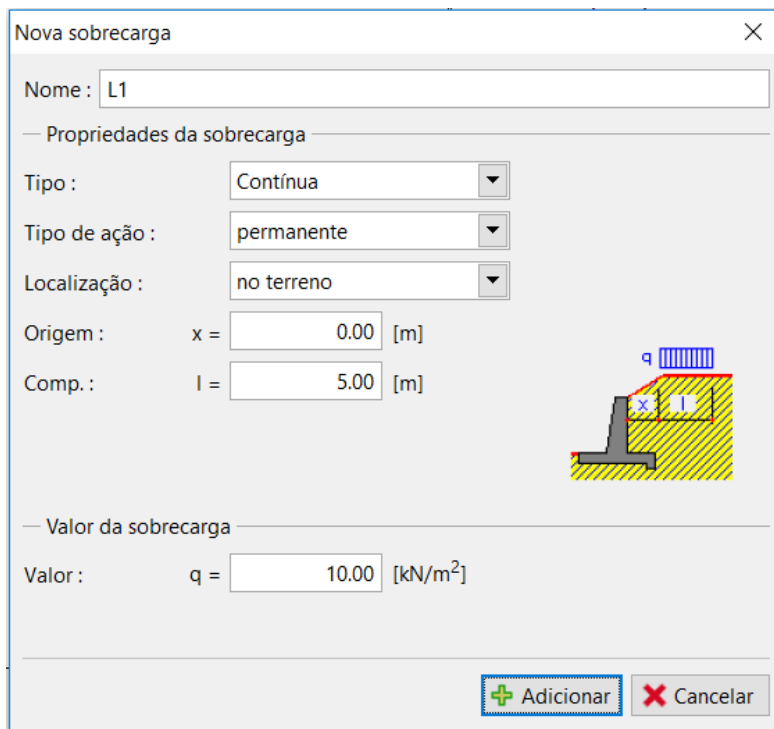 Nova sobrecarga
Nome : L1
Propriedades da sobrecarga
Tipo : Contínua
Tipo de ação : permanente
Localização : no terreno
Origem : x = 0.00 [m]
Comp. : l = 5.00 [m]
q
x l
Valor da sobrecarga
Valor : q = 10.00 [kN/m²]
Adicionar Cancelar